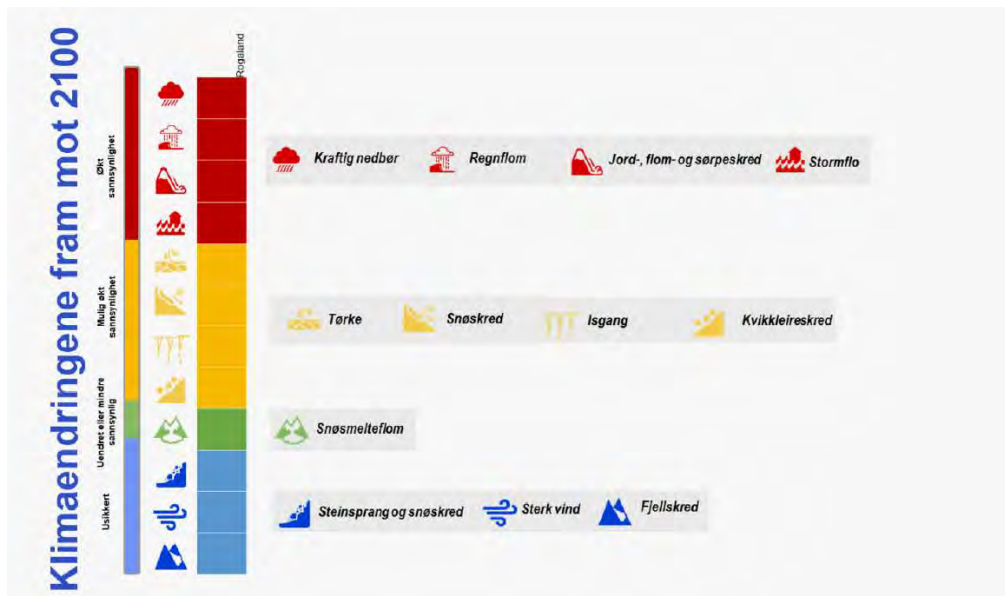 Klimaendringene fram mot 2100
Rogaland
Økt
sannsynlighet
Mulig økt
sannsynlighet
Uendret eller mindre
sannsynlig
Usikkert
Kraftig nedbør
Regnflom
Jord-, flom- og sørpeskred
Stormflo
Tørke
Snøskred
Isgang
Kvikkleireskred
Snøsmelteflom
Steinsprang og snøskred
Sterk vind
Fjellskred